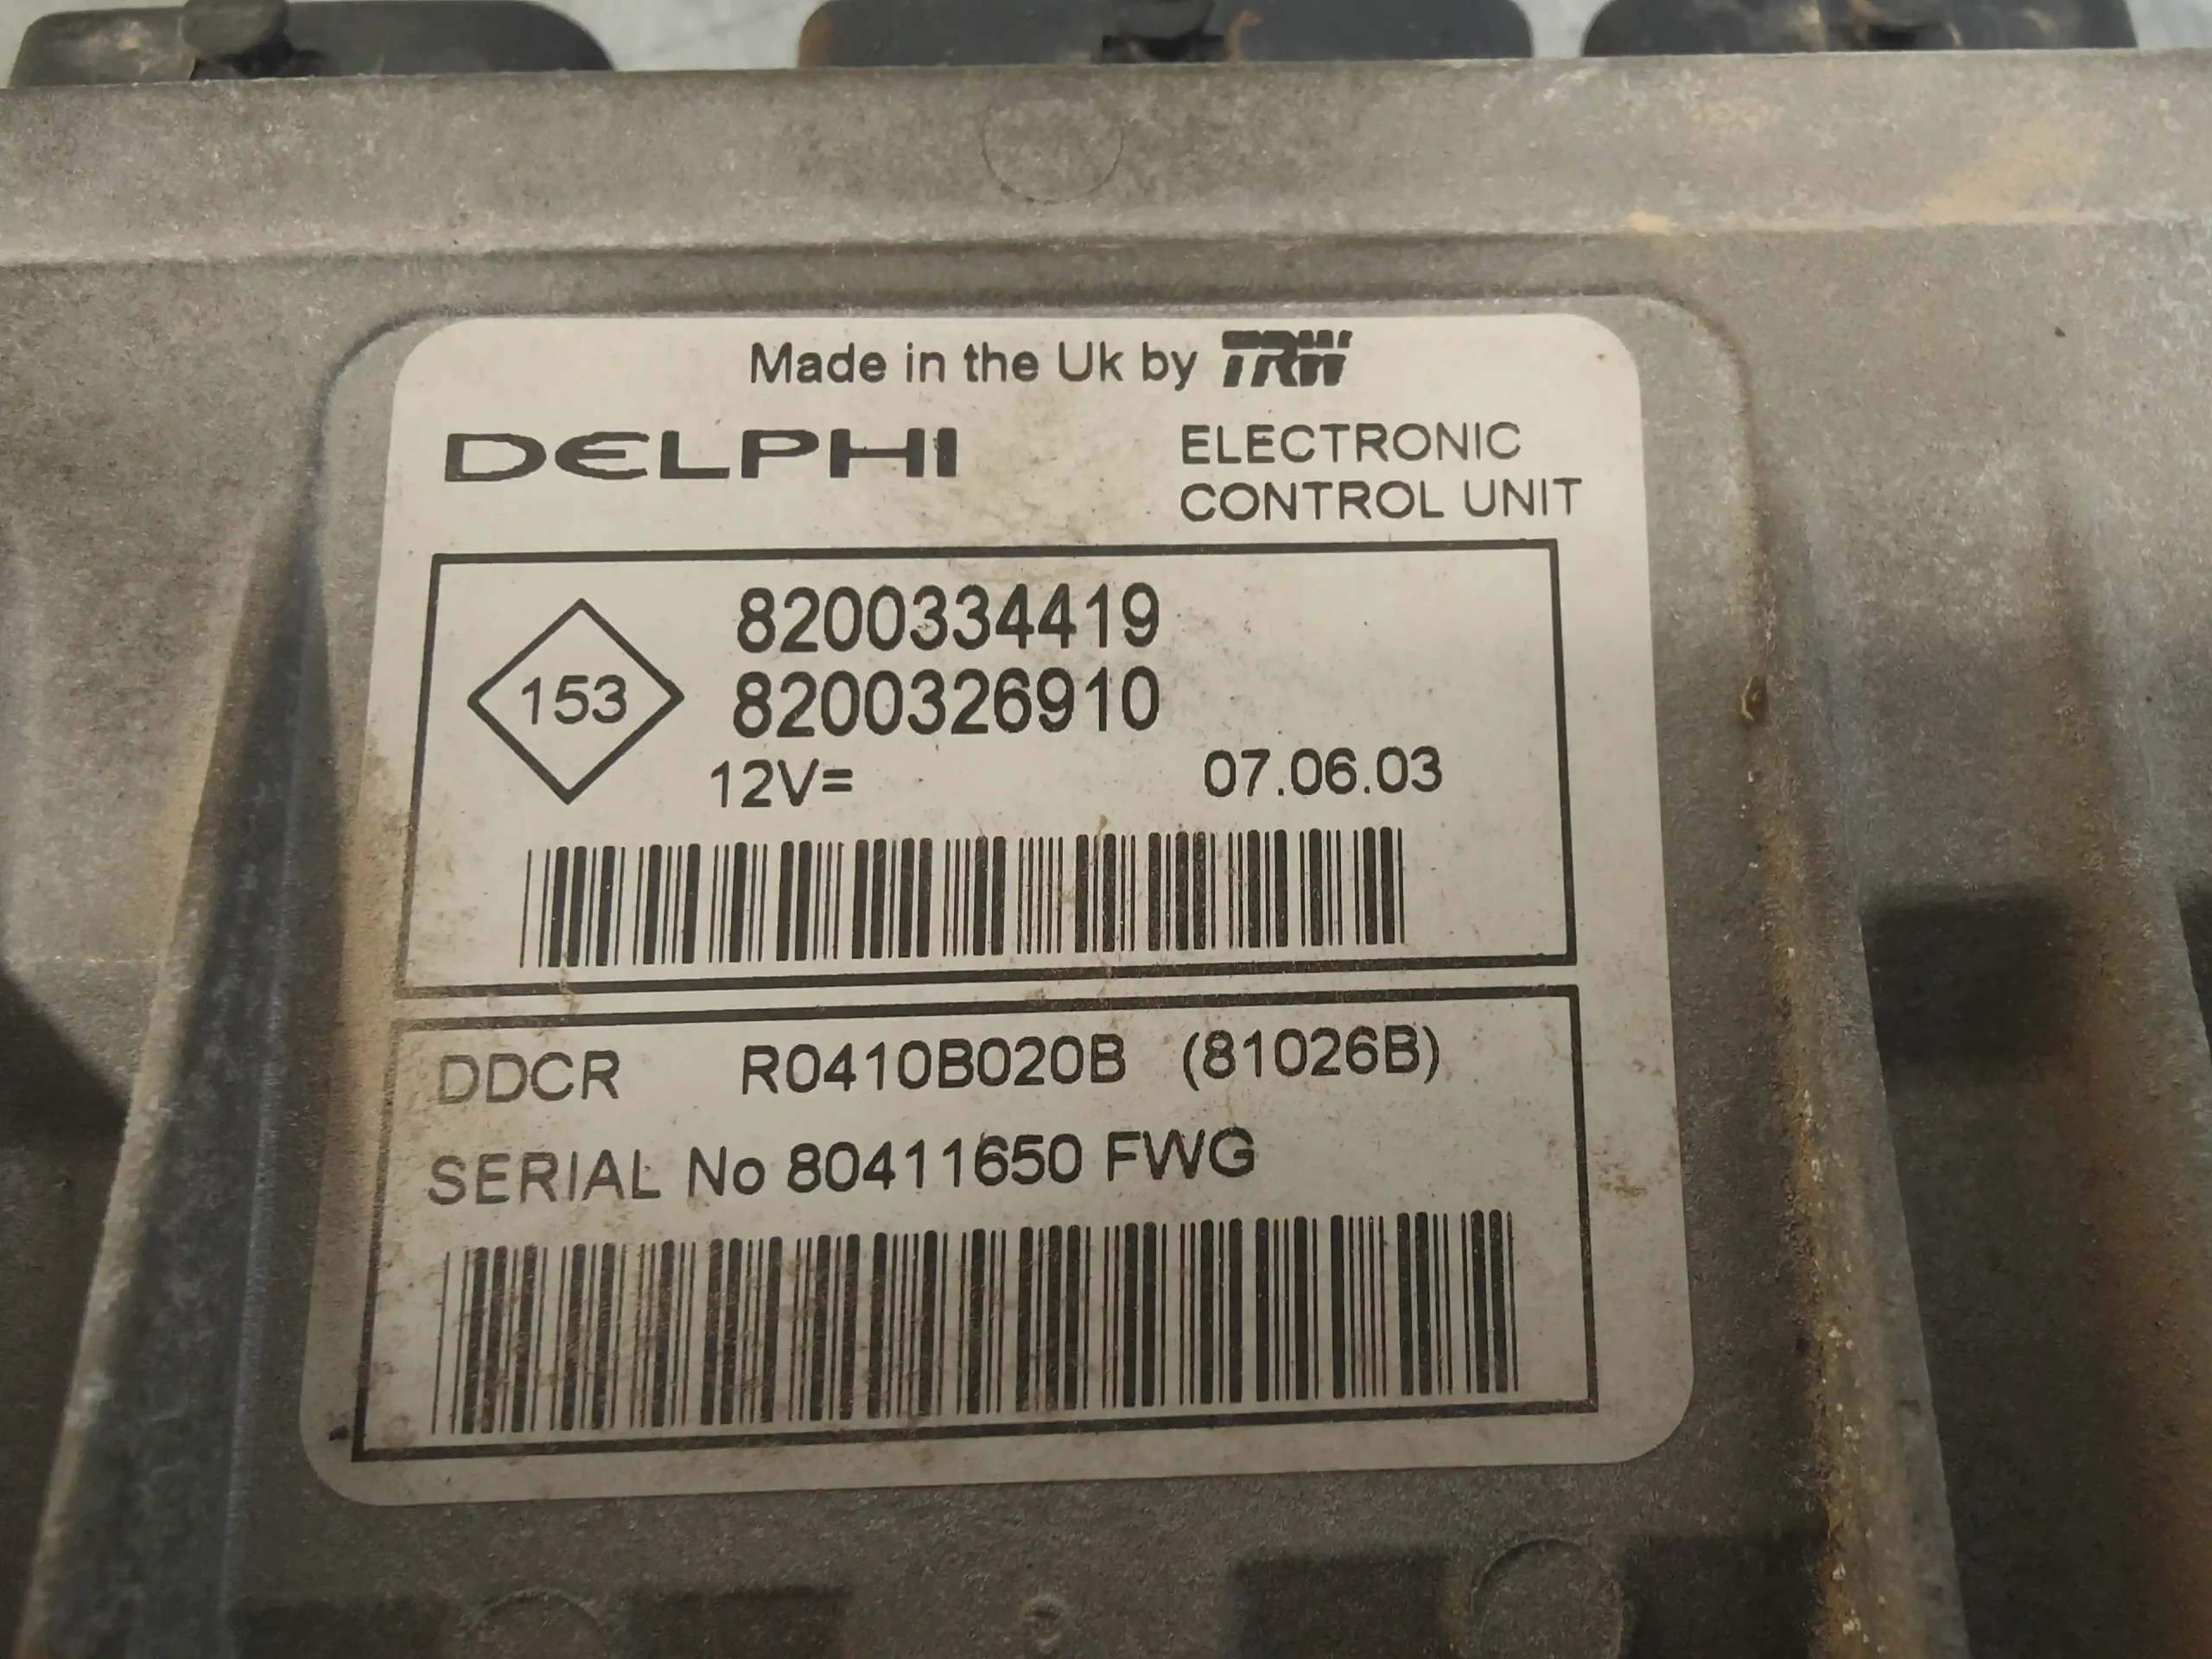 Made in the Uk by TRW
DELPHI
ELECTRONIC
CONTROL UNIT
153
8200334419
8200326910
12V=
07.06.03
DDCR R0410B020B (81026B)
SERIAL No 80411650 FWG